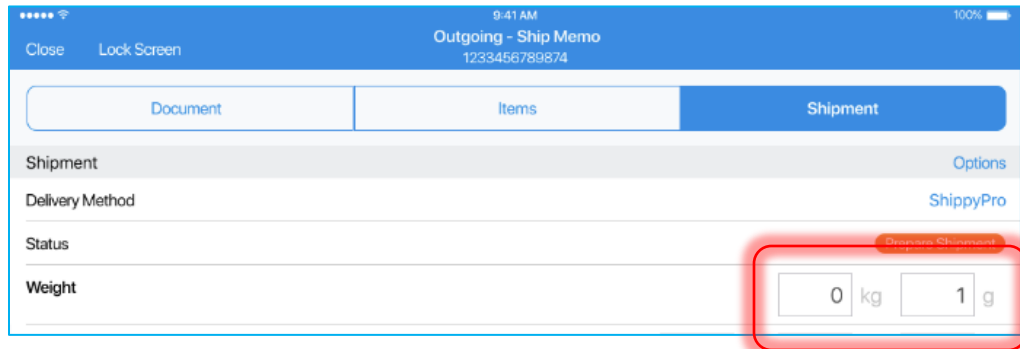 9:41 AM
100%
Close
Lock Screen
Outgoing - Ship Memo
1233456789874
Document
Items
Shipment
Shipment
Options
Delivery Method
ShippyPro
Status
Prepare Shipment
Weight
0 kg
1 g